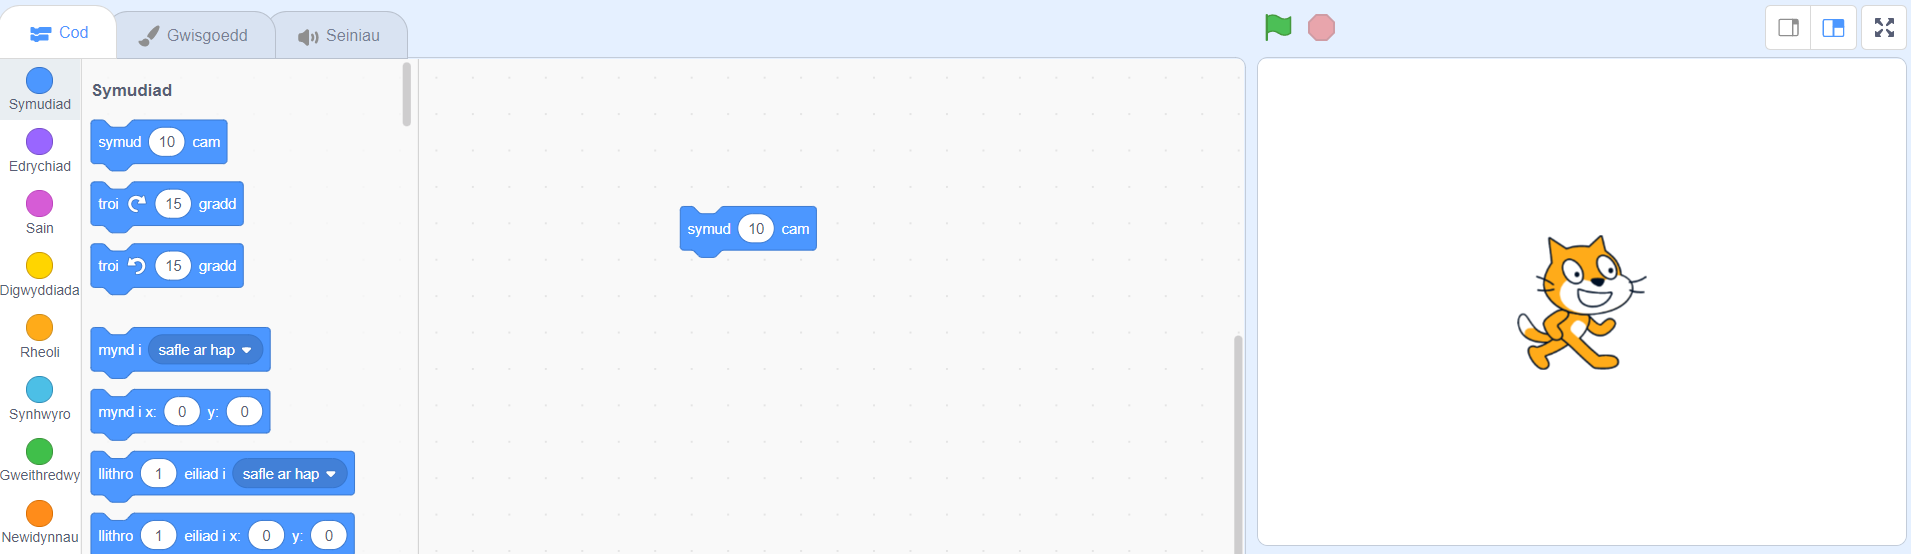 Cod
Gwisgoedd
Seiniau
Symudiad
Edrychiad
Sain
Digwyddiada
Rheoli
Synhwyro
Gweithredwy
Newidynnau
Symudiad
symud 10 cam
troi 15 gradd
troi 15 gradd
mynd i safle ar hap
mynd i x: 0 y: 0
llithro 1 eiliad i safle ar hap
llithro 1 eiliad i x: 0 y: 0
symud 10 cam